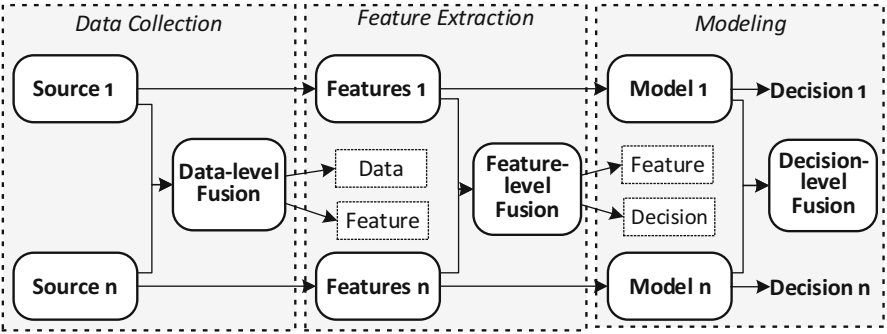 Data Collection
Feature Extraction
Modeling
Source 1
Features 1
Model 1
Decision 1
Data-level
Fusion
Data
Feature
Feature-
level
Fusion
Feature
Decision
Decision-
level
Fusion
Source n
Features n
Model n
Decision n